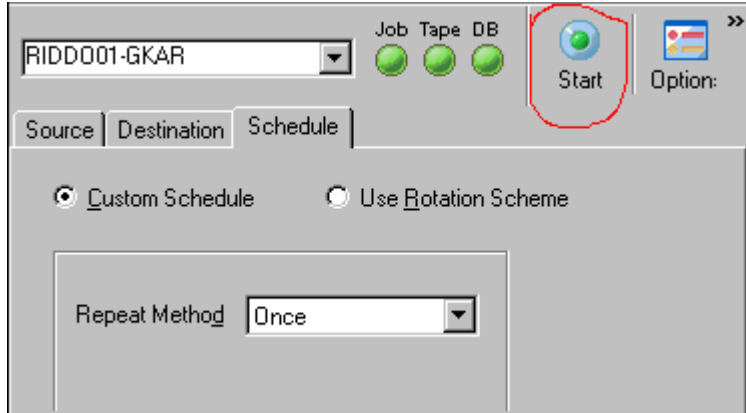 Job Tape DB
RIDDO01-GKAR
Start
Option:
Source Destination Schedule
Custom Schedule Use Rotation Scheme
Repeat Method Once